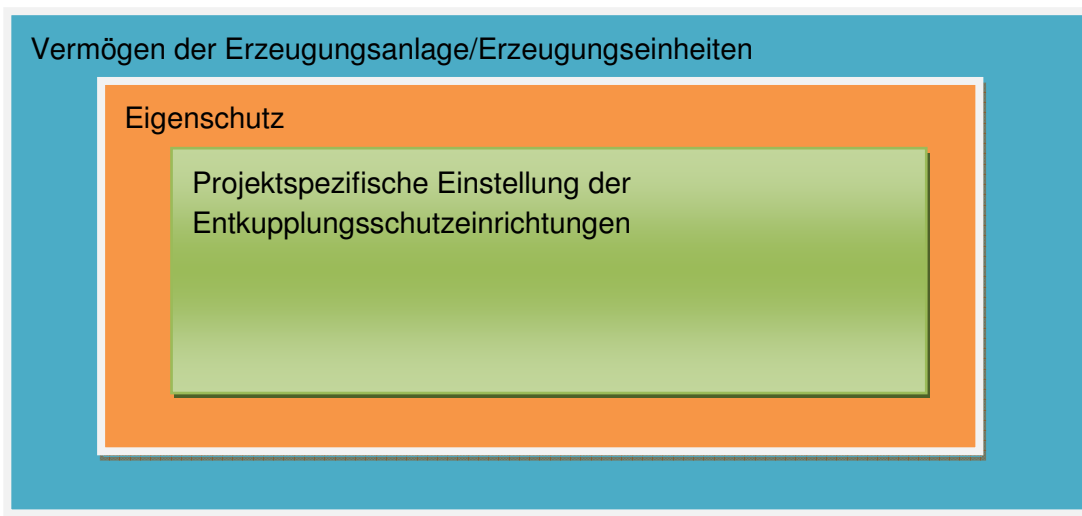 Vermögen der Erzeugungsanlage/Erzeugungseinheiten
Eigenschutz
Projektspezifische Einstellung der
Entkupplungsschutzeinrichtungen